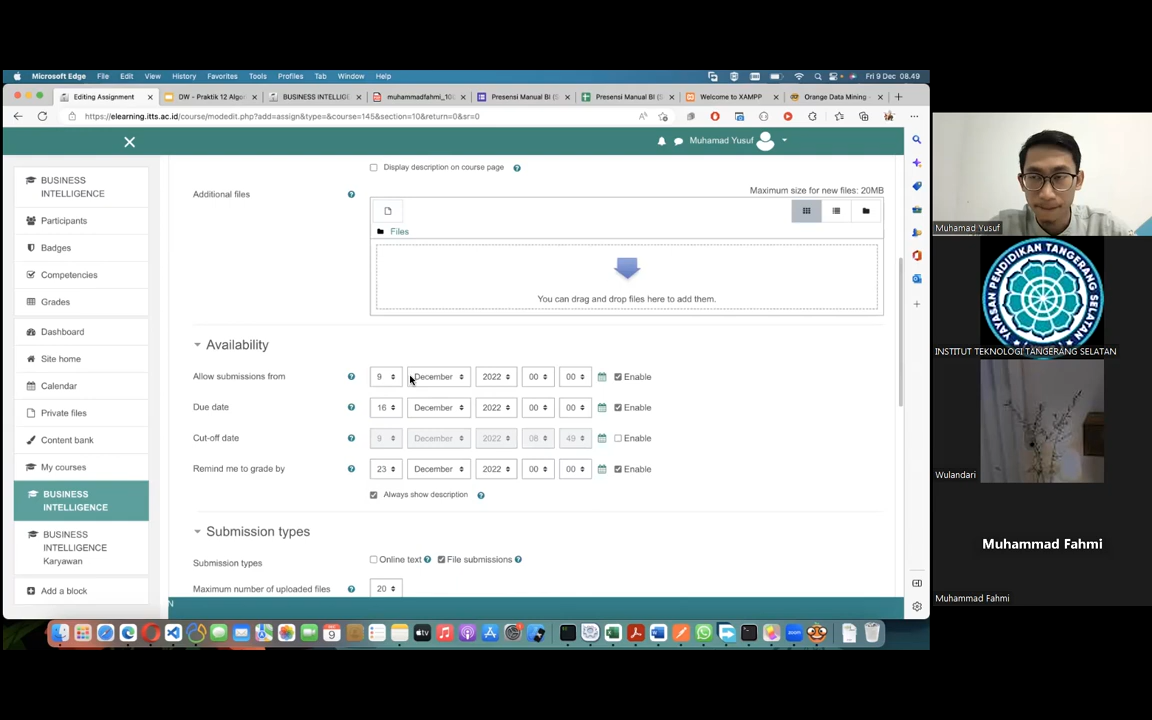 Microsoft Edge File Edit View History Favorites Tools Profiles Tab Window Help Fri 9 Dec 08.49
Editing Assignment DW - Praktik 12 Algo BUSINESS INTELLIGE muhammadfahmi_10 Presensi Manual BI ( Presensi Manual BI ( Welcome to XAMPP Orange Data Mining -
https://elearning.itts.ac.id/course/modedit.php?add=assign&type=&course=145&section=10&return=0&sr=0
Muhamad Yusuf
BUSINESS
INTELLIGENCE
Participants
Badges
Competencies
Grades
Dashboard
Site home
Calendar
Private files
Content bank
My courses
BUSINESS
INTELLIGENCE
BUSINESS
INTELLIGENCE
Karyawan
Add a block
Display description on course page
Additional files
Maximum size for new files: 20MB
Files
You can drag and drop files here to add them.
Availability
Allow submissions from 9 December 2022 00 00 Enable
Due date 16 December 2022 00 00 Enable
Cut-off date 9 December 2022 08 49 Enable
Remind me to grade by 23 December 2022 00 00 Enable
Always show description
Submission types
Submission types Online text File submissions
Maximum number of uploaded files 20
N
Muhamad Yusuf
YAYASAN PENDIDIKAN TANGERANG SELATAN
INSTITUT TEKNOLOGI TANGERANG SELATAN
Wulandari
Muhammad Fahmi
Muhammad Fahmi